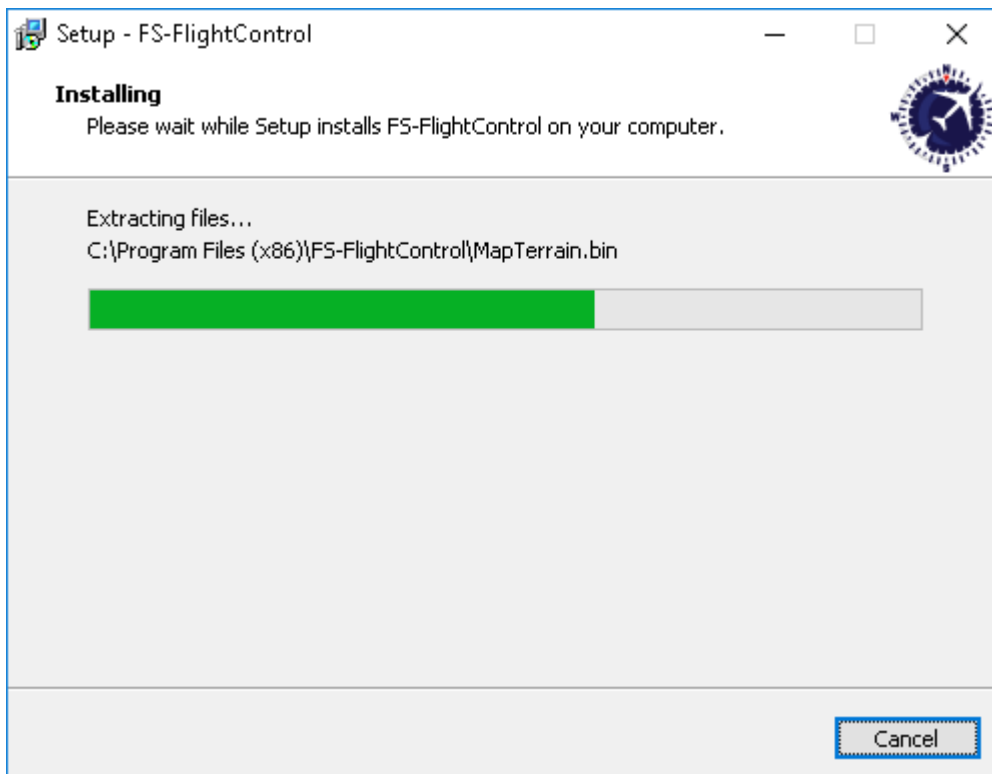 Setup - FS-FlightControl
Installing
Please wait while Setup installs FS-FlightControl on your computer.
N
W
S
Extracting files...
C:\Program Files (x86)\FS-FlightControl\MapTerrain.bin
Cancel